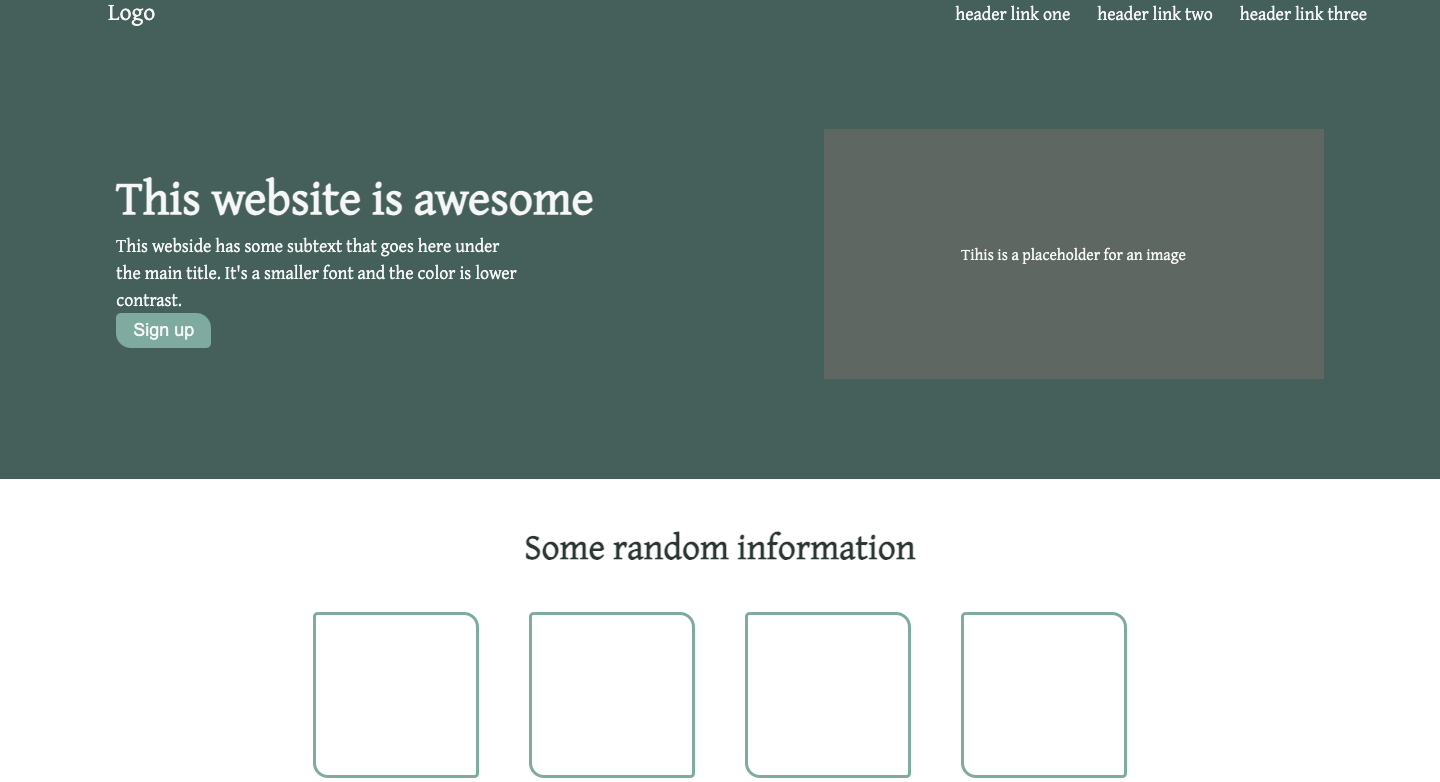 Logo
header link one header link two header link three
This website is awesome
This webside has some subtext that goes here under
the main title. It's a smaller font and the color is lower
contrast.
Sign up
Tihis is a placeholder for an image
Some random information